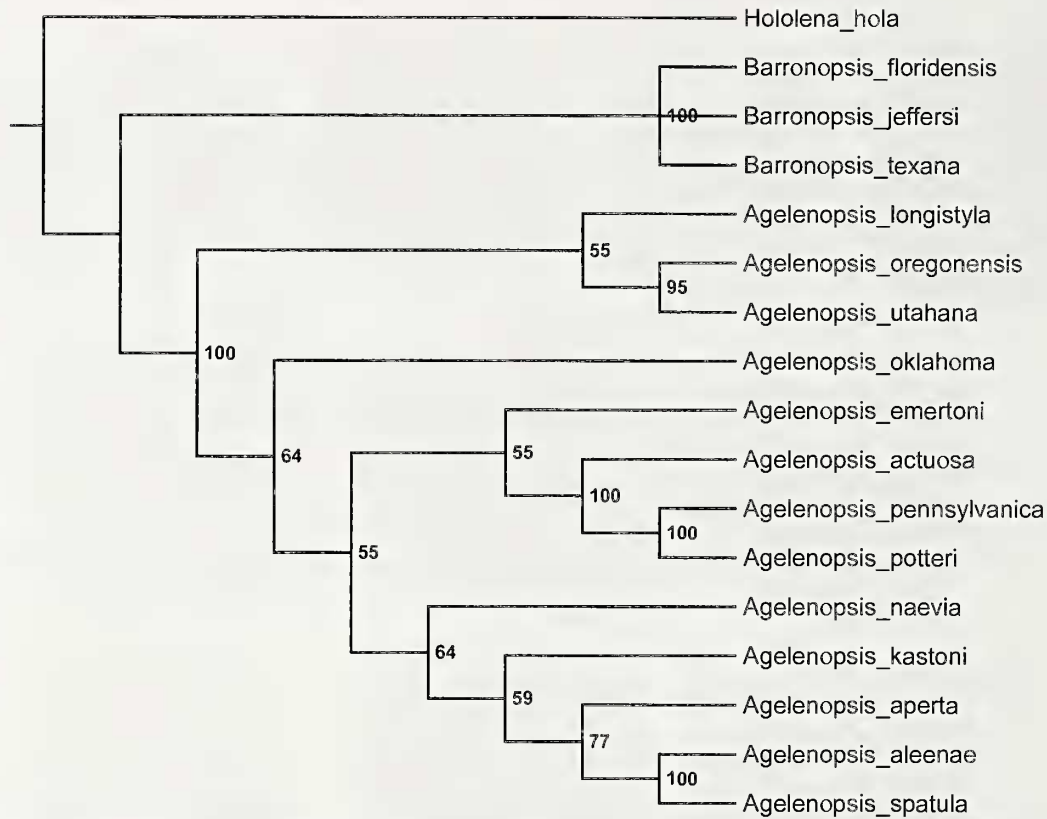 Hololena_hola
Barronopsis_floridensis
100
Barronopsis_jeffersi
Barronopsis_texana
Agelenopsis_longistyla
55
Agelenopsis_oregonensis
95
Agelenopsis_utahana
100
Agelenopsis_oklahoma
Agelenopsis_emertoni
64
55
Agelenopsis_actuosa
100
Agelenopsis_pennsylvanica
100
55
Agelenopsis_potteri
Agelenopsis_naevia
64
Agelenopsis_kastoni
59
Agelenopsis_aperta
77
Agelenopsis_aleenae
100
Agelenopsis_spatula